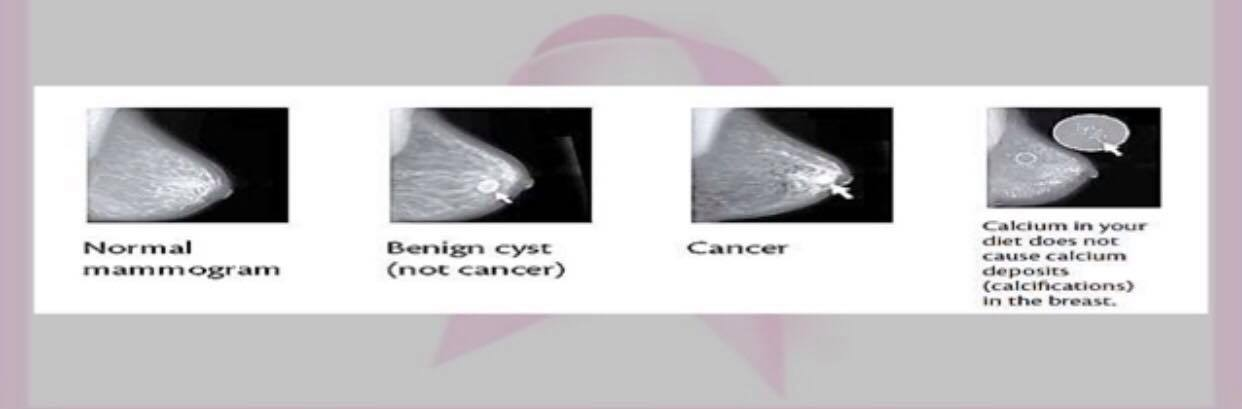 Normal
mammogram
Benign cyst
(not cancer)
Cancer
Calcium in your
diet does not
cause calcium
deposits
(calcifications)
in the breast.